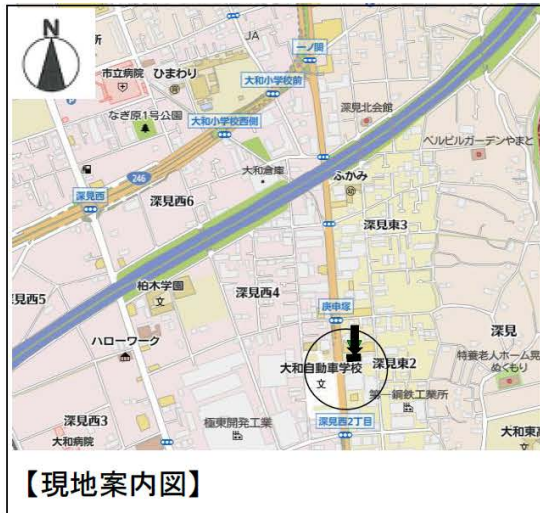 N
所
JA
一ノ関
市立病院
ひまわり
大和小学校前
なぎ原1号公園
大和小学校西側
深見北会館
ベルビルガーデンやまと
246
大和倉庫
ふかみ
深見西
深見西6
深見東3
柏木学園
文
深見西4
見西5
庚申塚
深見
ハローワーク
大和自動車学校
深見東2
特養老人ホーム晃
ぬくもり
文
第一鋼鉄工業所
深見西3
極東開発工業
深見西2丁目
大和東高
大和病院
文
【現地案内図】